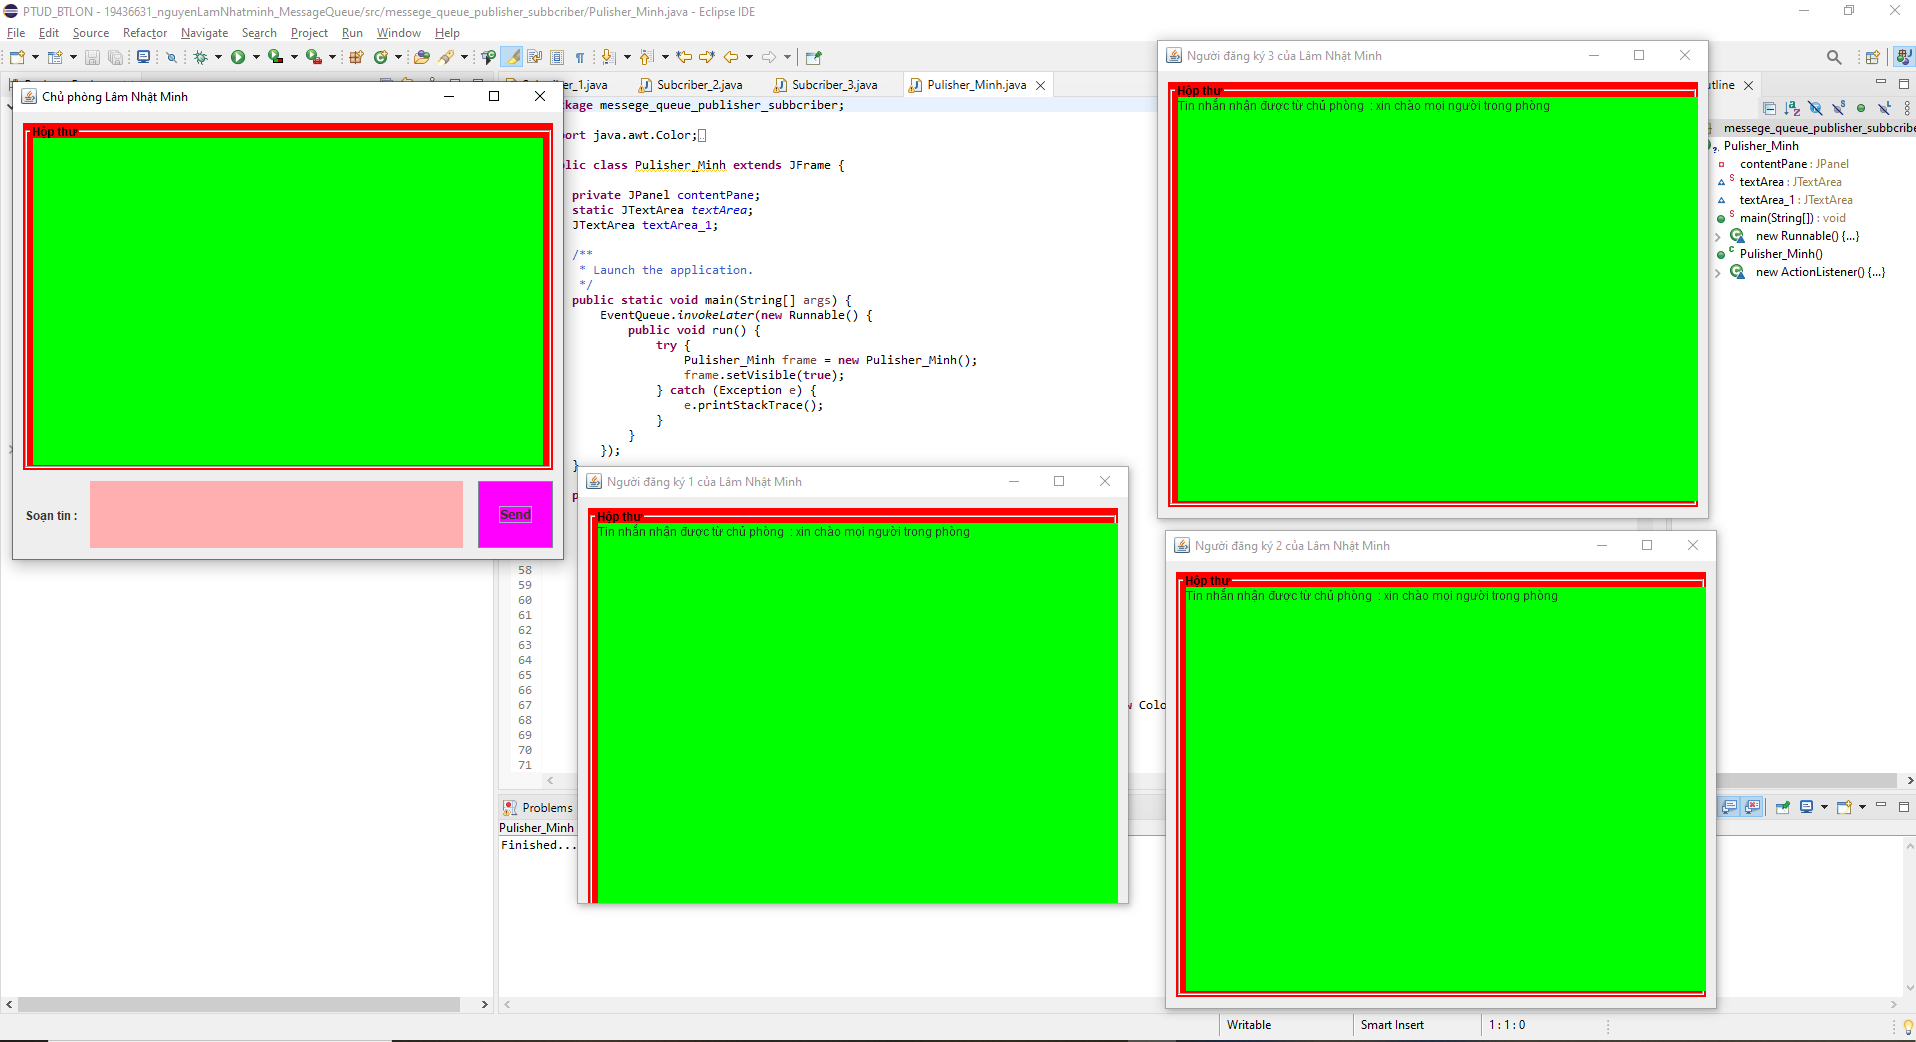 PTUD_BTLON - 19436631_nguyenLamNhatminh_MessageQueue/src/messege_queue_publisher_subbcriber/Pulisher_Minh.java - Eclipse IDE
File Edit Source Refactor Navigate Search Project Run Window Help
_1.java Subcriber_2.java Subcriber_3.java Pulisher_Minh.java
kage messege_queue_publisher_subbcriber;
ort java.awt.Color;
lic class Pulisher_Minh extends JFrame {
private JPanel contentPane;
static JTextArea textArea;
JTextArea textArea_1;
/**
* Launch the application.
*/
public static void main(String[] args) {
EventQueue.invokeLater(new Runnable() {
public void run() {
try {
Pulisher_Minh frame = new Pulisher_Minh();
frame.setVisible(true);
} catch (Exception e) {
e.printStackTrace();
}
}
});
}
p
58
59
60
61
62
63
64
65
66
67
w Colo
68
69
70
71
Chủ phòng Lâm Nhật Minh
Hộp thư
Soạn tin :
Send
Người đăng ký 1 của Lâm Nhật Minh
Hộp thư
Tin nhắn nhận được từ chủ phòng : xin chào mọi người trong phòng
Người đăng ký 3 của Lâm Nhật Minh
Hộp thư
Tin nhắn nhận được từ chủ phòng : xin chào mọi người trong phòng
Người đăng ký 2 của Lâm Nhật Minh
Hộp thư
Tin nhắn nhận được từ chủ phòng : xin chào mọi người trong phòng
utline
messege_queue_publisher_subbcribe
Pulisher_Minh
contentPane : JPanel
textArea : JTextArea
textArea_1 : JTextArea
main(String[]) : void
new Runnable() {...}
Pulisher_Minh()
new ActionListener() {...}
Problems
Pulisher_Minh
Finished...
Writable Smart Insert 1 : 1 : 0